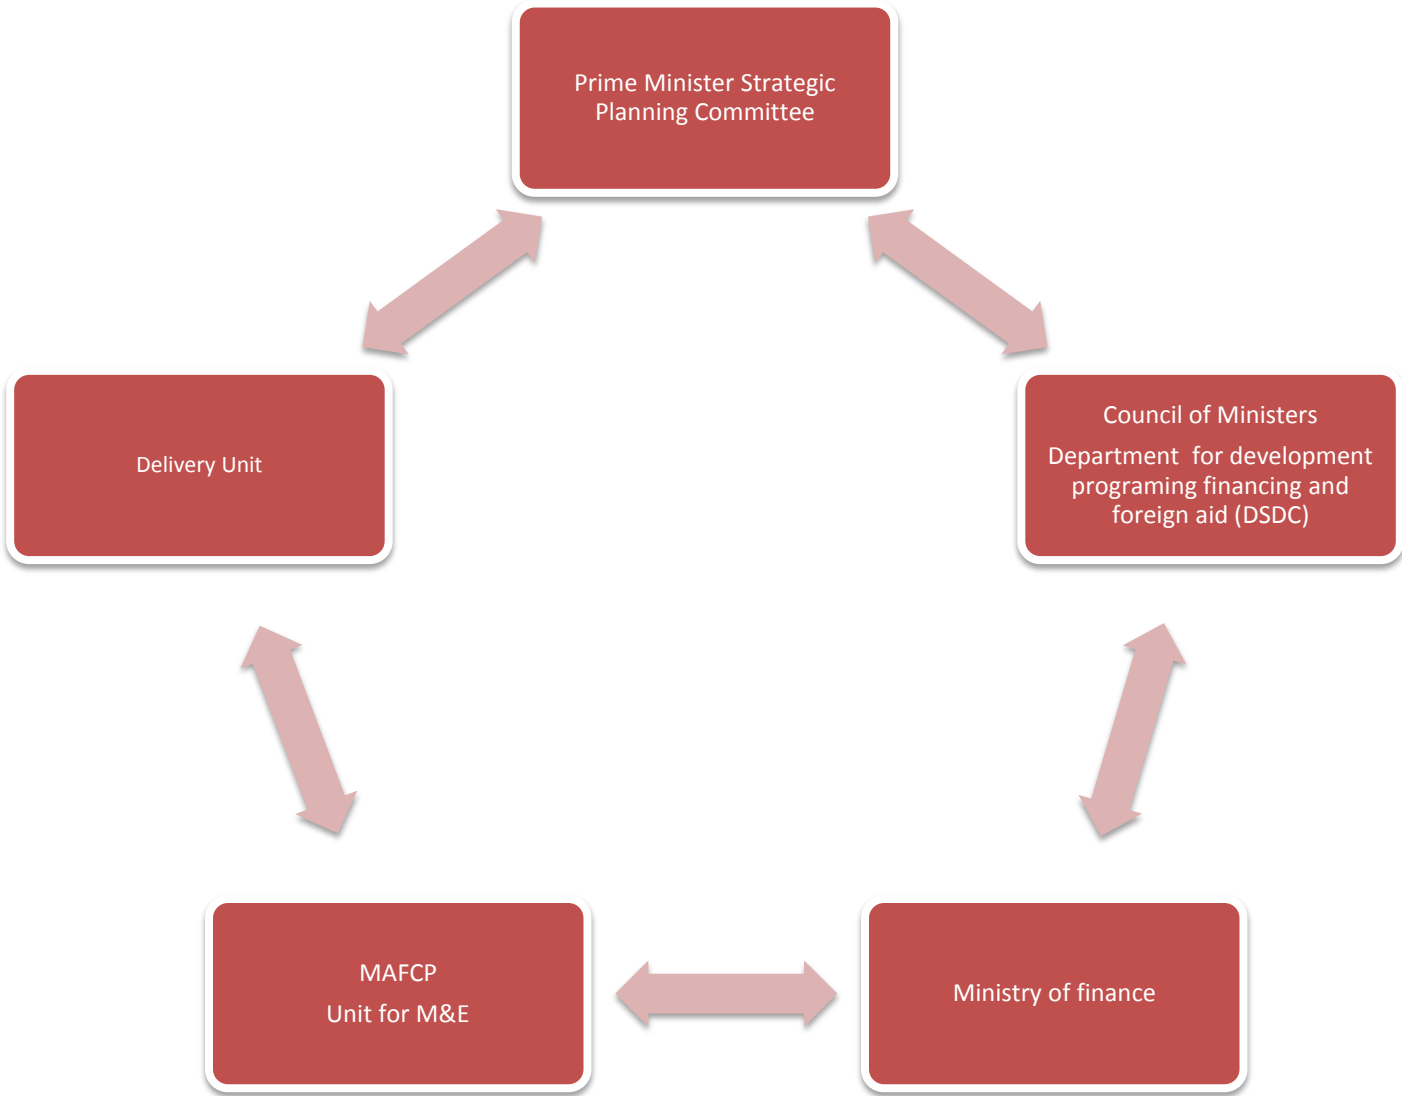 Prime Minister Strategic
Planning Committee
Delivery Unit
Council of Ministers
Department  for development
programing financing and
foreign aid (DSDC)
MAFCP
Unit for M&E
Ministry of finance